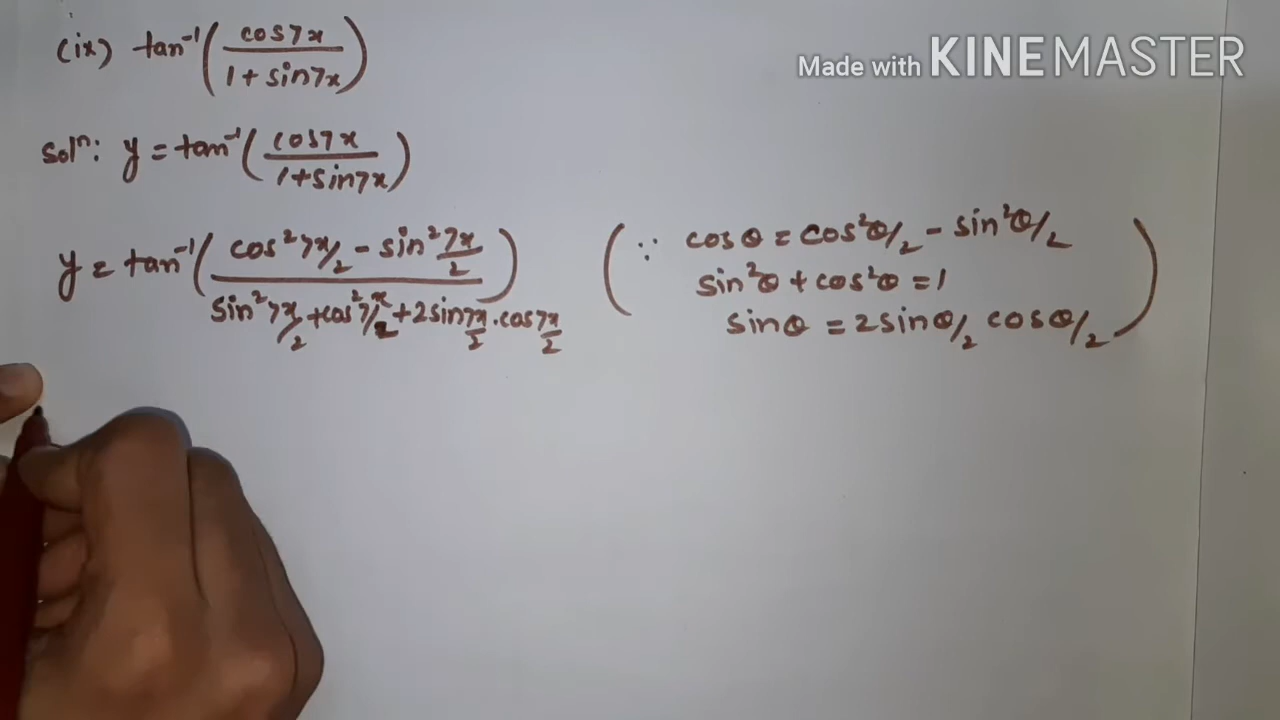 (ix) tan⁻¹(cos7x / 1+sin7x)
Made with KINEMASTER
Solⁿ: y = tan⁻¹(cos7x / 1+sin7x)
y = tan⁻¹(cos²7x/2 - sin²7x/2 / sin²7x/2 + cos²7x/2 + 2sin7x/2 . cos7x/2)
(∵ cosθ = cos²θ/2 - sin²θ/2
sin²θ + cos²θ = 1
sinθ = 2sinθ/2 cosθ/2)